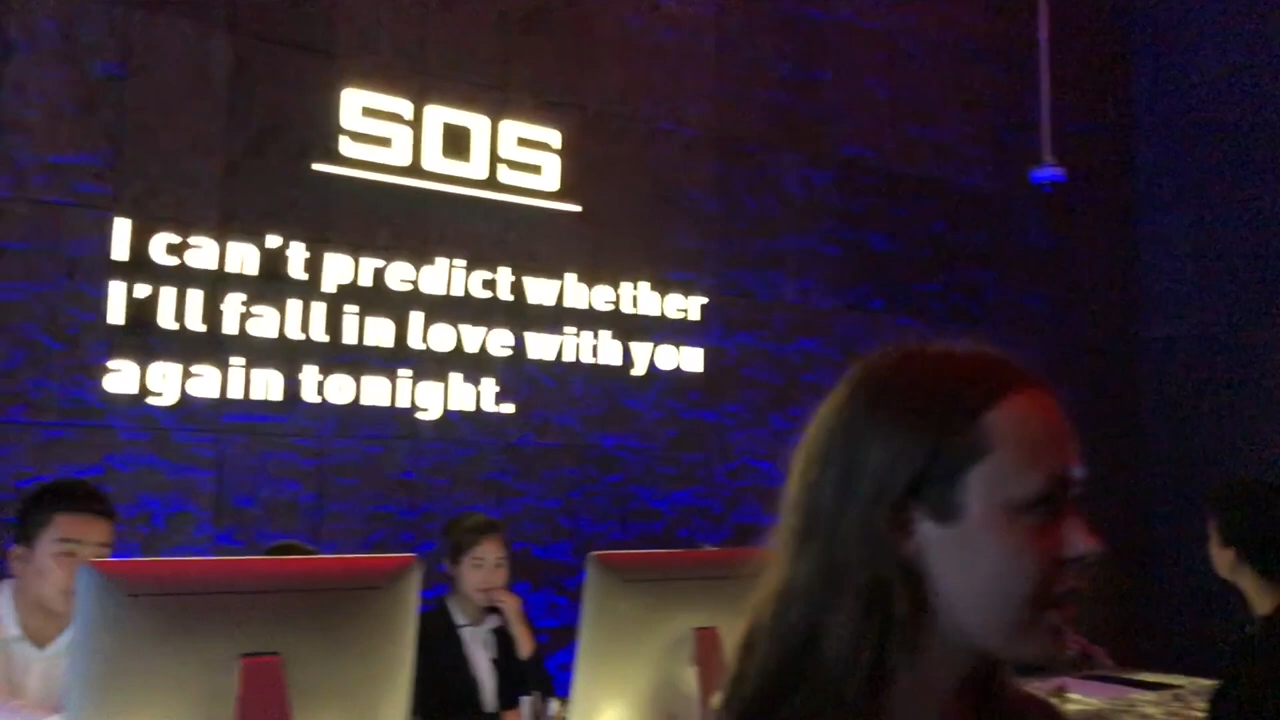 SOS
I can't predict whether
I'll fall in love with you
again tonight.